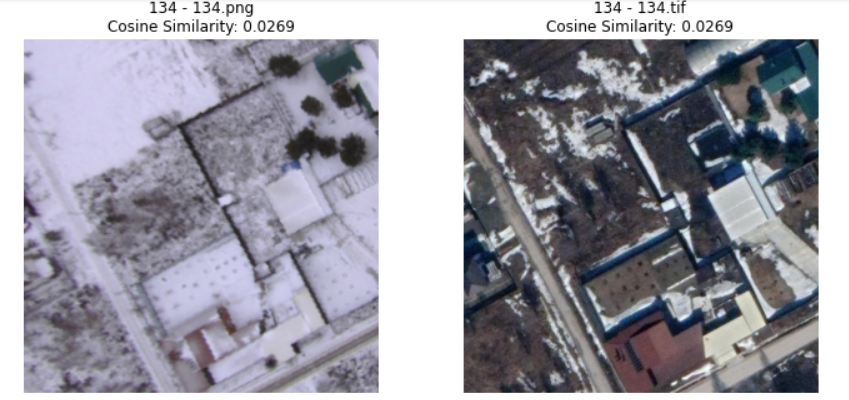 134 - 134.png
Cosine Similarity: 0.0269
134 - 134.tif
Cosine Similarity: 0.0269